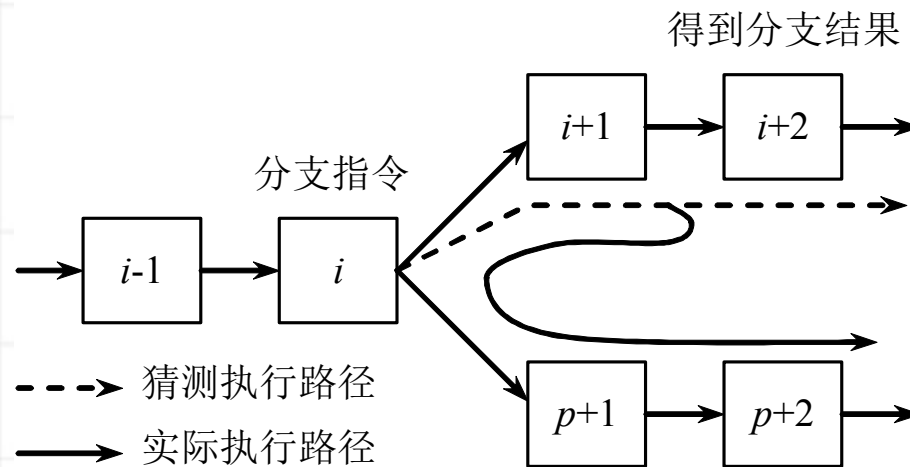 得到分支结果
i+1
i+2
分支指令
i-1
i
猜测执行路径
p+1
p+2
实际执行路径